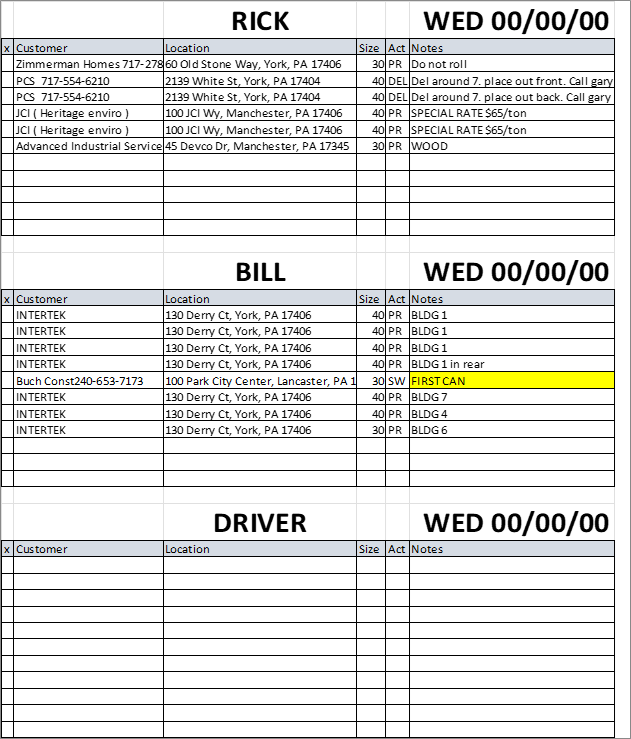 RICK WED 00/00/00
x Customer Location Size Act Notes
Zimmerman Homes 717-278 60 Old Stone Way, York, PA 17406 30 PR Do not roll
PCS 717-554-6210 2139 White St, York, PA 17404 40 DEL Del around 7. place out front. Call gary
PCS 717-554-6210 2139 White St, York, PA 17404 40 DEL Del around 7. place out back. Call gary
JCI ( Heritage enviro ) 100 JCI Wy, Manchester, PA 17406 40 PR SPECIAL RATE $65/ton
JCI ( Heritage enviro ) 100 JCI Wy, Manchester, PA 17406 40 PR SPECIAL RATE $65/ton
Advanced Industrial Service 45 Devco Dr, Manchester, PA 17345 30 PR WOOD
BILL WED 00/00/00
x Customer Location Size Act Notes
INTERTEK 130 Derry Ct, York, PA 17406 40 PR BLDG 1
INTERTEK 130 Derry Ct, York, PA 17406 40 PR BLDG 1
INTERTEK 130 Derry Ct, York, PA 17406 40 PR BLDG 1
INTERTEK 130 Derry Ct, York, PA 17406 40 PR BLDG 1 in rear
Buch Const240-653-7173 100 Park City Center, Lancaster, PA 1 30 SW FIRST CAN
INTERTEK 130 Derry Ct, York, PA 17406 40 PR BLDG 7
INTERTEK 130 Derry Ct, York, PA 17406 40 PR BLDG 4
INTERTEK 130 Derry Ct, York, PA 17406 30 PR BLDG 6
DRIVER WED 00/00/00
x Customer Location Size Act Notes